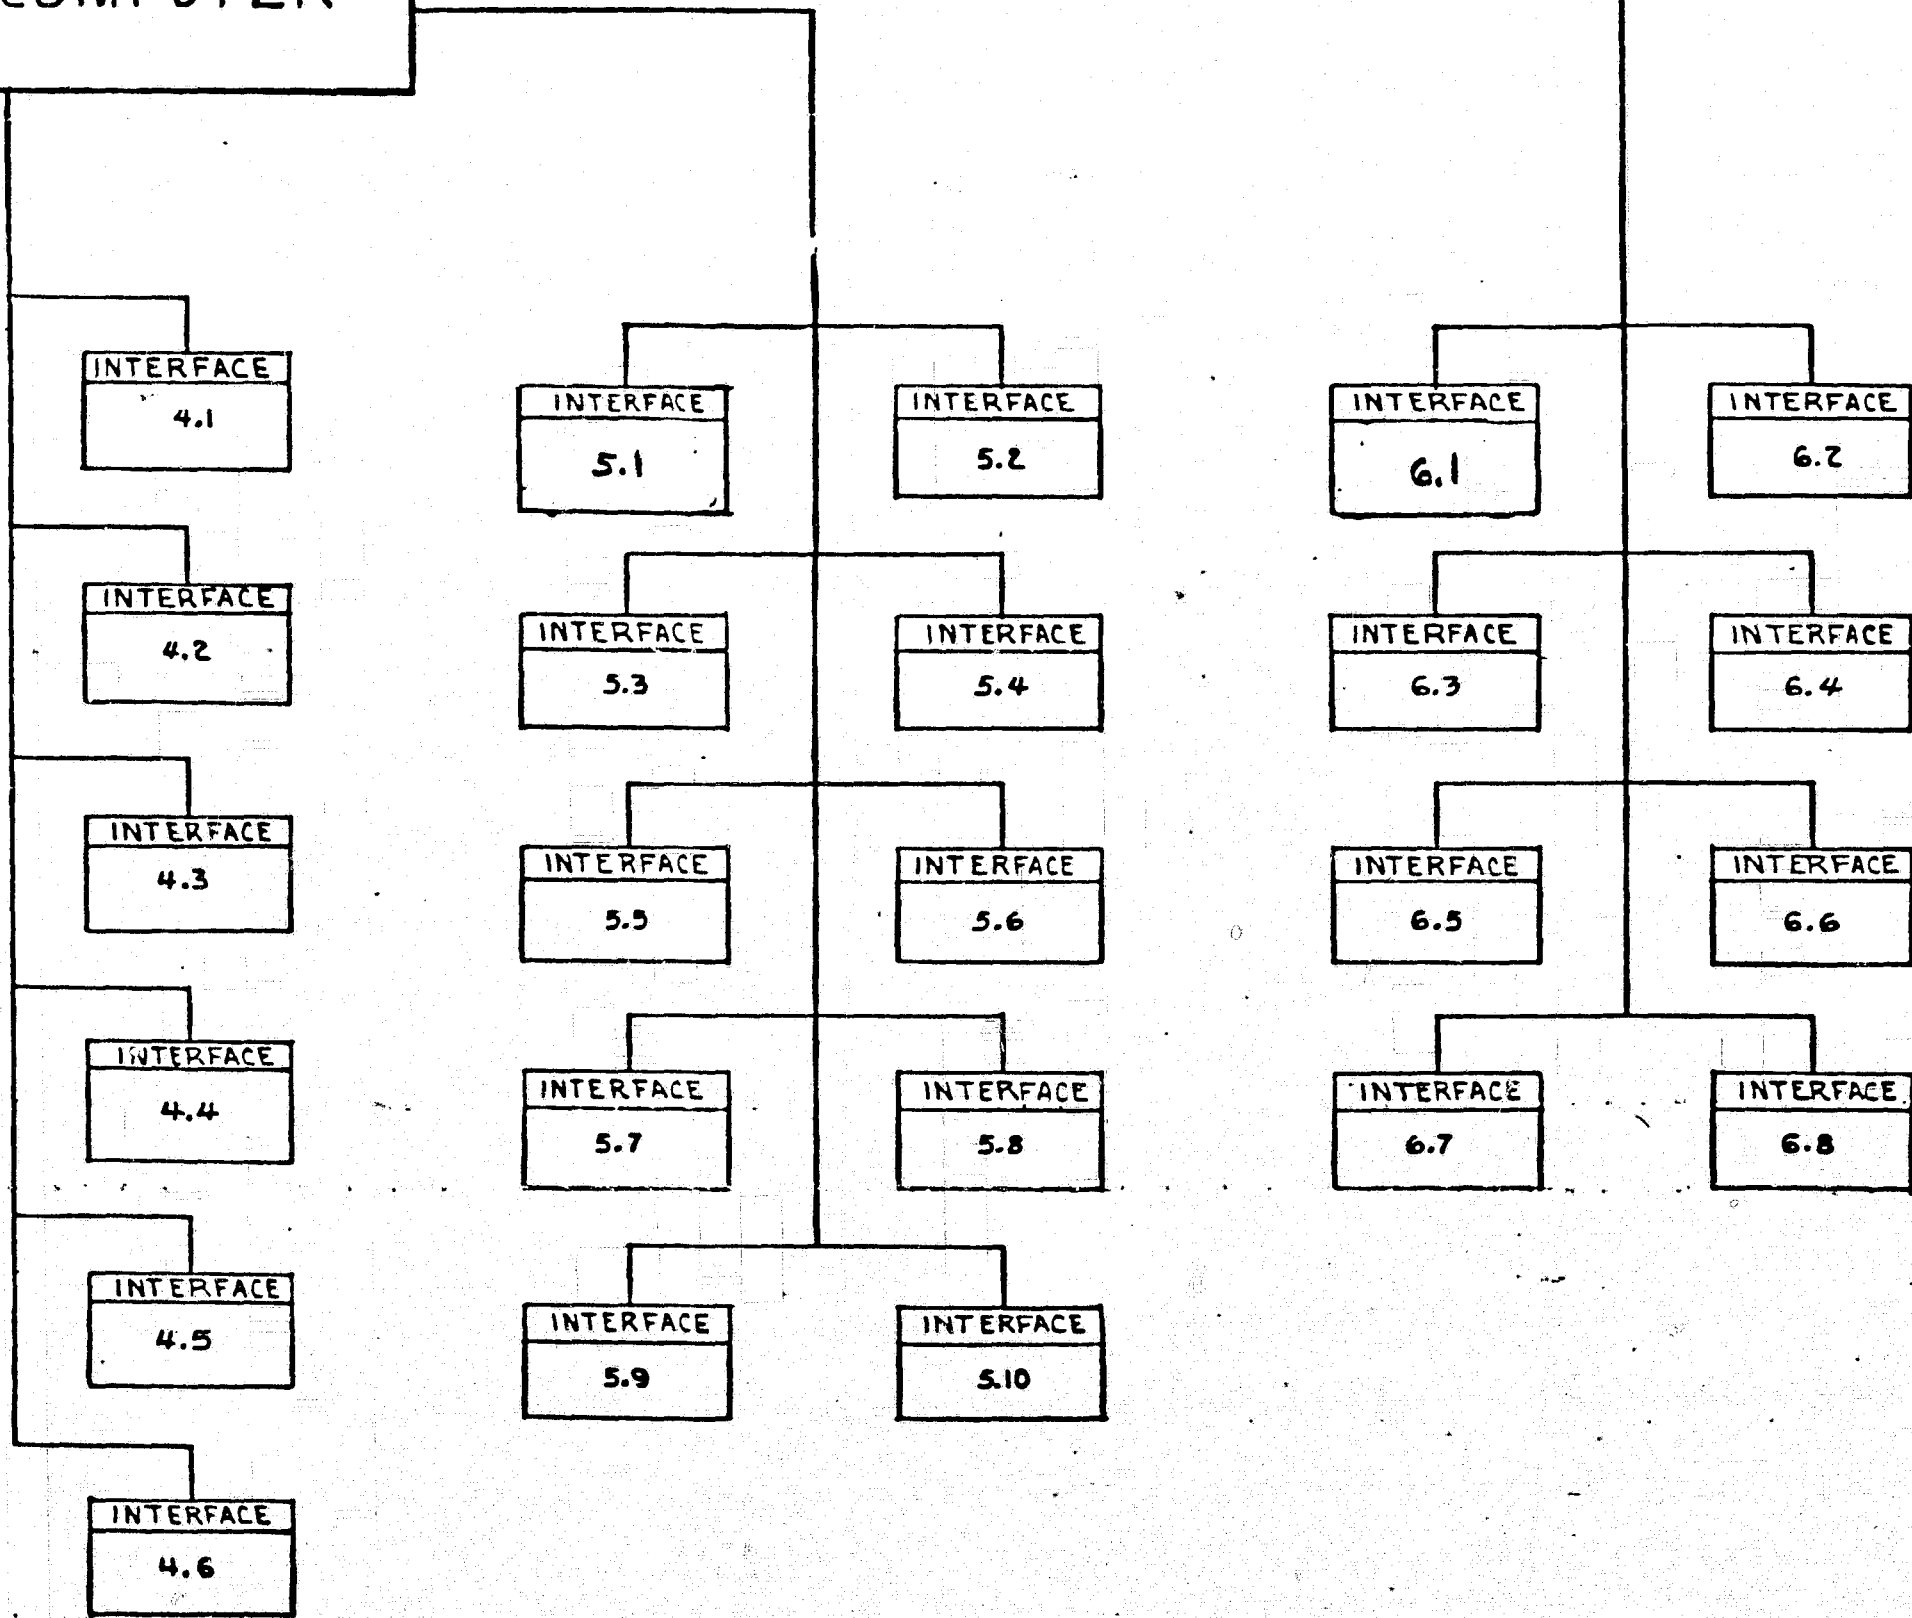 COMPUTER
INTERFACE
4.1
INTERFACE
4.2
INTERFACE
4.3
INTERFACE
4.4
INTERFACE
4.5
INTERFACE
4.6
INTERFACE
5.1
INTERFACE
5.2
INTERFACE
5.3
INTERFACE
5.4
INTERFACE
5.5
INTERFACE
5.6
INTERFACE
5.7
INTERFACE
5.8
INTERFACE
5.9
INTERFACE
5.10
INTERFACE
6.1
INTERFACE
6.2
INTERFACE
6.3
INTERFACE
6.4
INTERFACE
6.5
INTERFACE
6.6
INTERFACE
6.7
INTERFACE
6.8